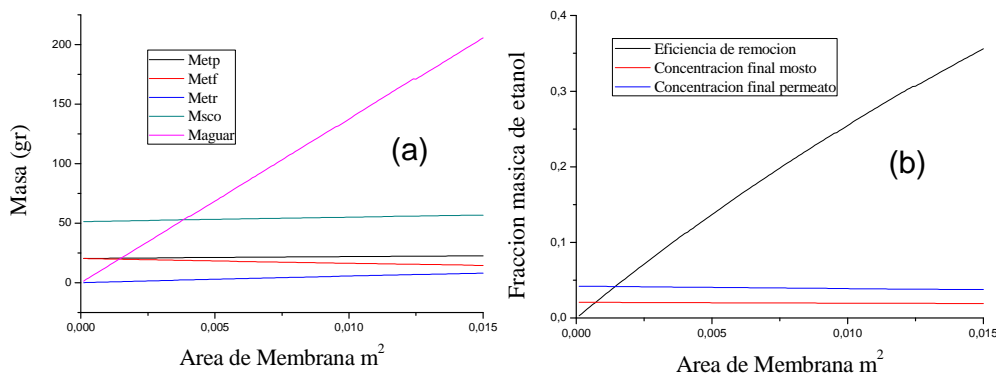 Masa (gr)
200
150
100
50
0
Metp
Metf
Metr
Msco
Maguar
(a)
0,000
0,005
0,010
0,015
Area de Membrana m²
Fraccion masica de etanol
0,4
0,3
0,2
0,1
0,0
Eficiencia de remocion
Concentracion final mosto
Concentracion final permeato
(b)
0,000
0,005
0,010
0,015
Area de Membrana m²